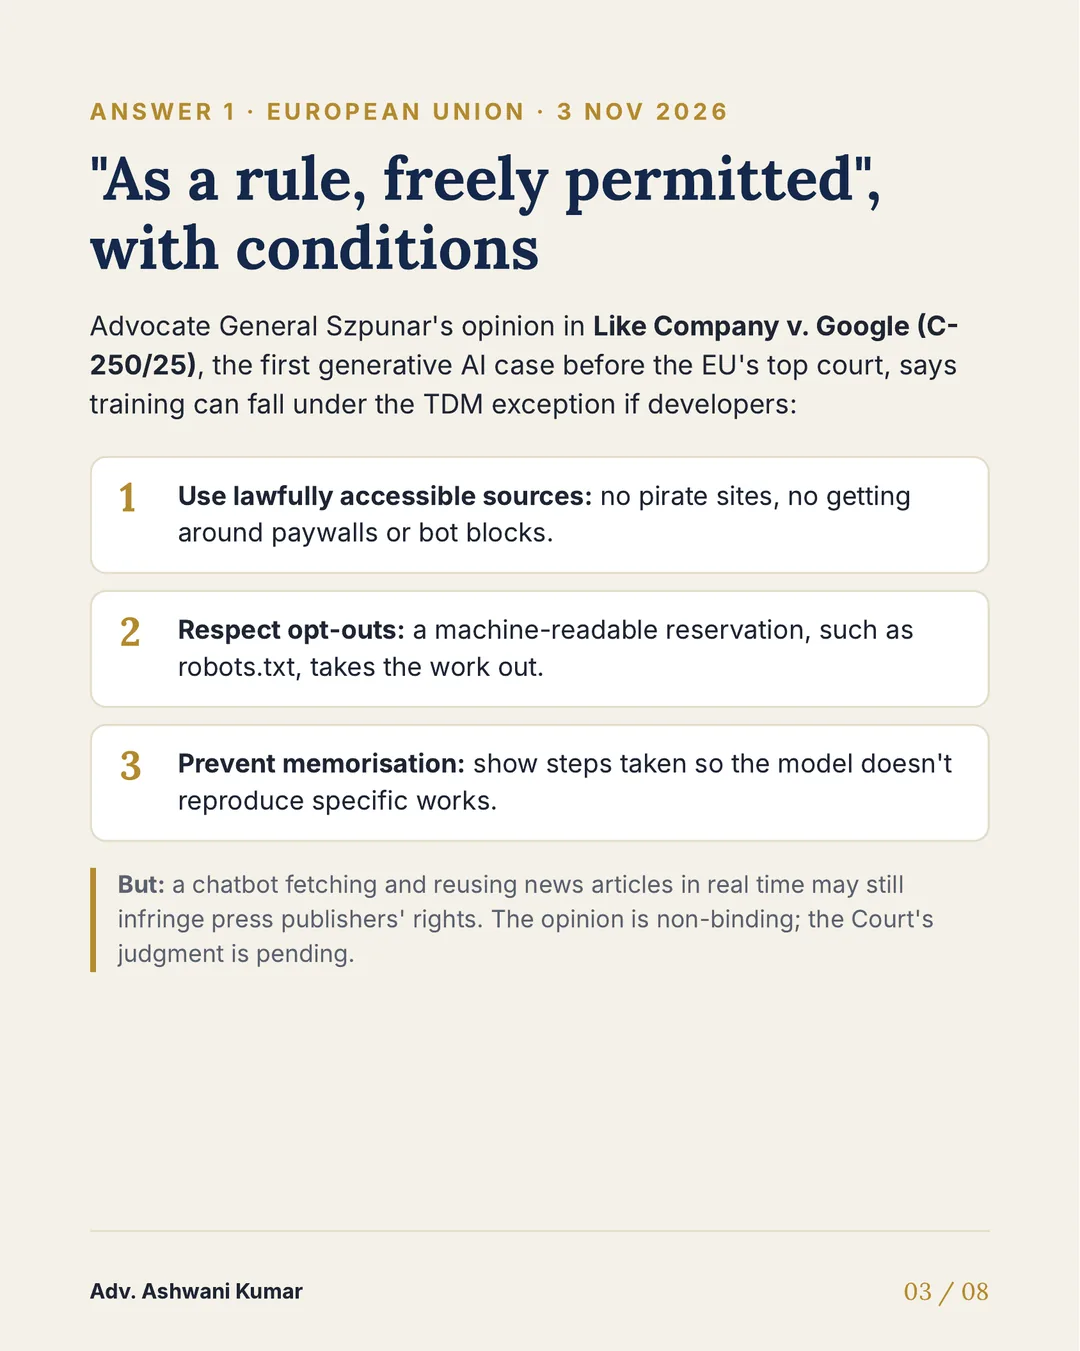 ANSWER 1 · EUROPEAN UNION · 3 NOV 2026
"As a rule, freely permitted",
with conditions
Advocate General Szpunar's opinion in Like Company v. Google (C-
250/25), the first generative AI case before the EU's top court, says
training can fall under the TDM exception if developers:
1 Use lawfully accessible sources: no pirate sites, no getting
around paywalls or bot blocks.
2 Respect opt-outs: a machine-readable reservation, such as
robots.txt, takes the work out.
3 Prevent memorisation: show steps taken so the model doesn't
reproduce specific works.
But: a chatbot fetching and reusing news articles in real time may still
infringe press publishers' rights. The opinion is non-binding; the Court's
judgment is pending.
Adv. Ashwani Kumar
03 / 08